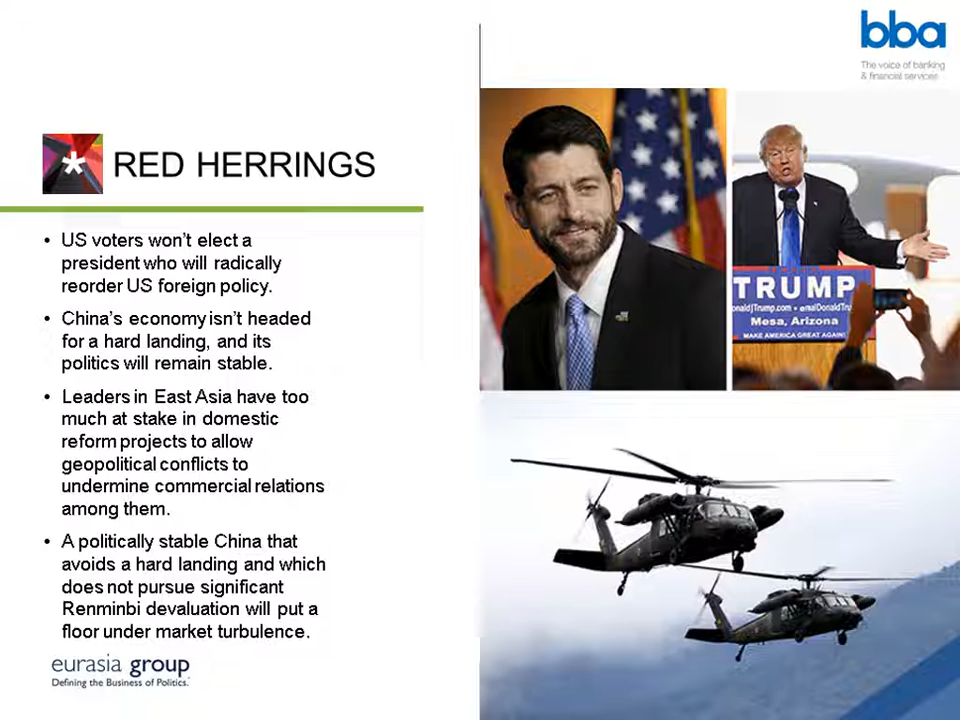 bba
The voice of banking
& financial services
* RED HERRINGS
• US voters won't elect a
president who will radically
reorder US foreign policy.
• China's economy isn't headed
for a hard landing, and its
politics will remain stable.
• Leaders in East Asia have too
much at stake in domestic
reform projects to allow
geopolitical conflicts to
undermine commercial relations
among them.
• A politically stable China that
avoids a hard landing and which
does not pursue significant
Renminbi devaluation will put a
floor under market turbulence.
eurasia group
Defining the Business of Politics.
TRUMP
Mesa, Arizona
MAKE AMERICA GREAT AGAIN!